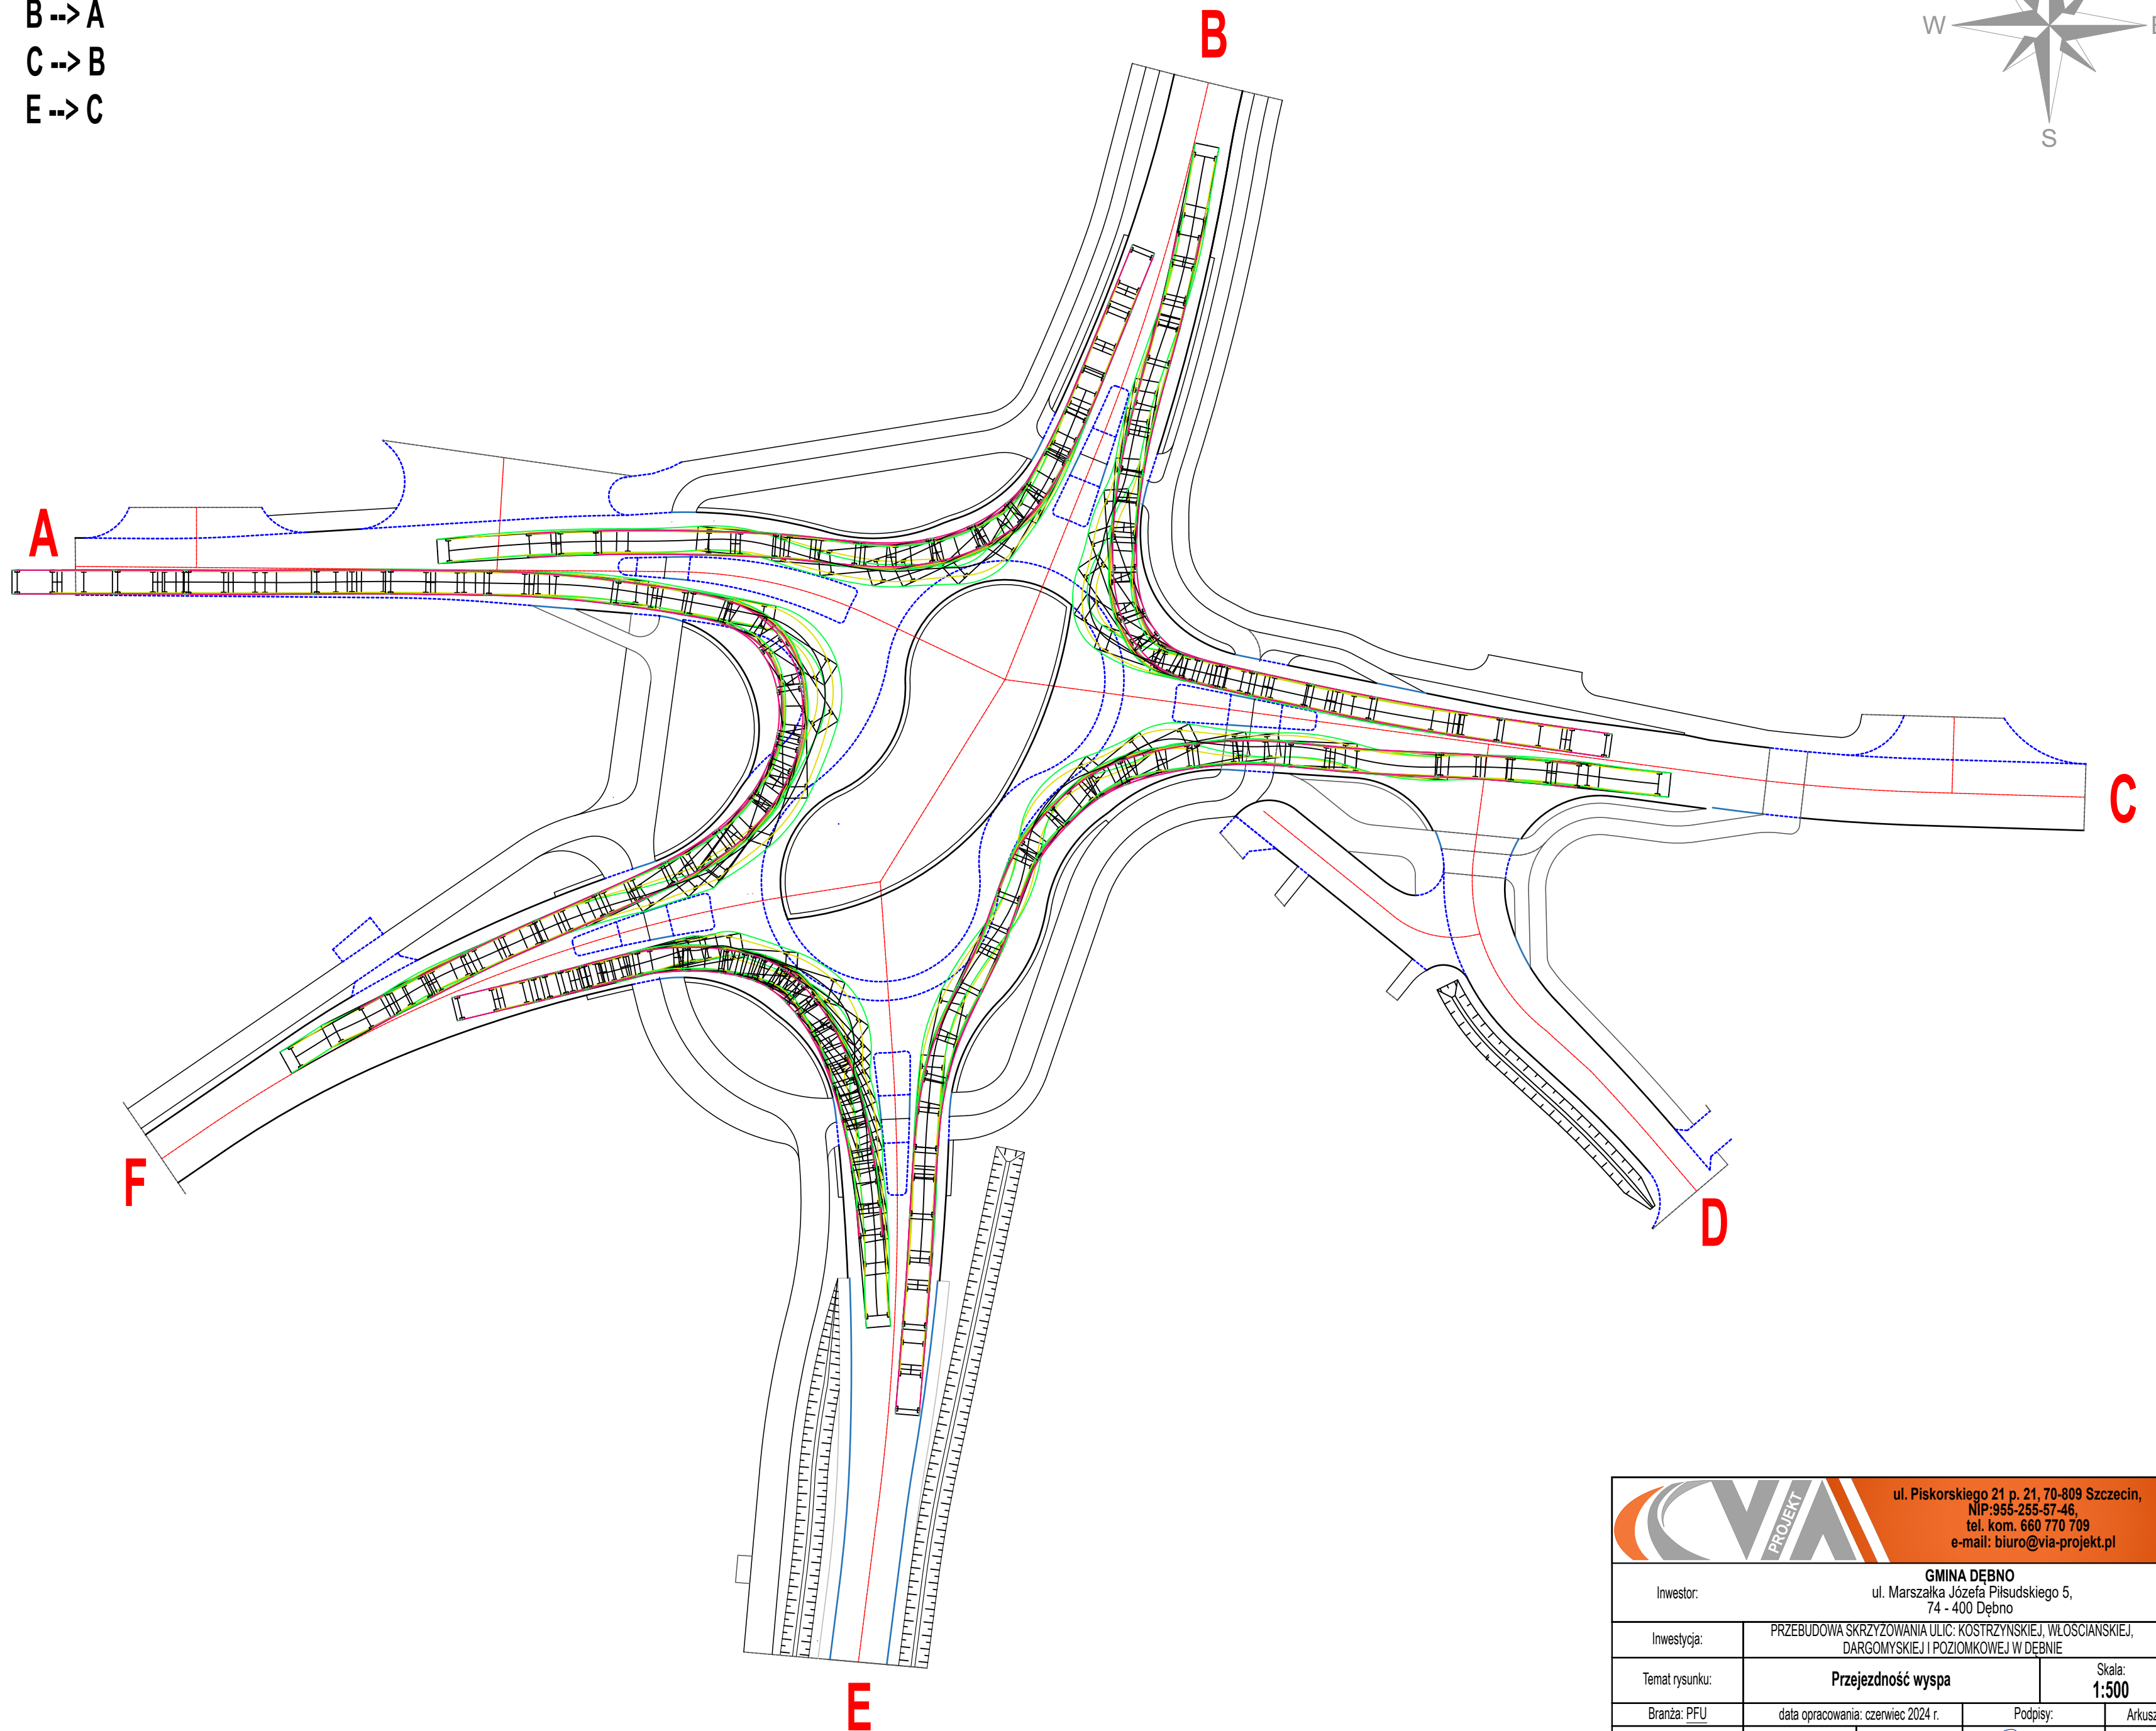 B --> A
C --> B
E --> C
W
S
B
A
C
F
D
E
VIA
PROJEKT
ul. Piskorskiego 21 p. 21, 70-809 Szczecin,
NIP:955-255-57-46,
tel. kom. 660 770 709
e-mail: biuro@via-projekt.pl
Inwestor:
GMINA DĘBNO
ul. Marszałka Józefa Piłsudskiego 5,
74 - 400 Dębno
Inwestycja:
PRZEBUDOWA SKRZYŻOWANIA ULIC: KOSTRZYŃSKIEJ, WŁOŚCIAŃSKIEJ,
DARGOMYSKIEJ I POZIOMKOWEJ W DĘBNIE
Temat rysunku:
Przejezdność wyspa
Skala:
1:500
Branża: PFU
data opracowania: czerwiec 2024 r.
Podpisy:
Arkusz